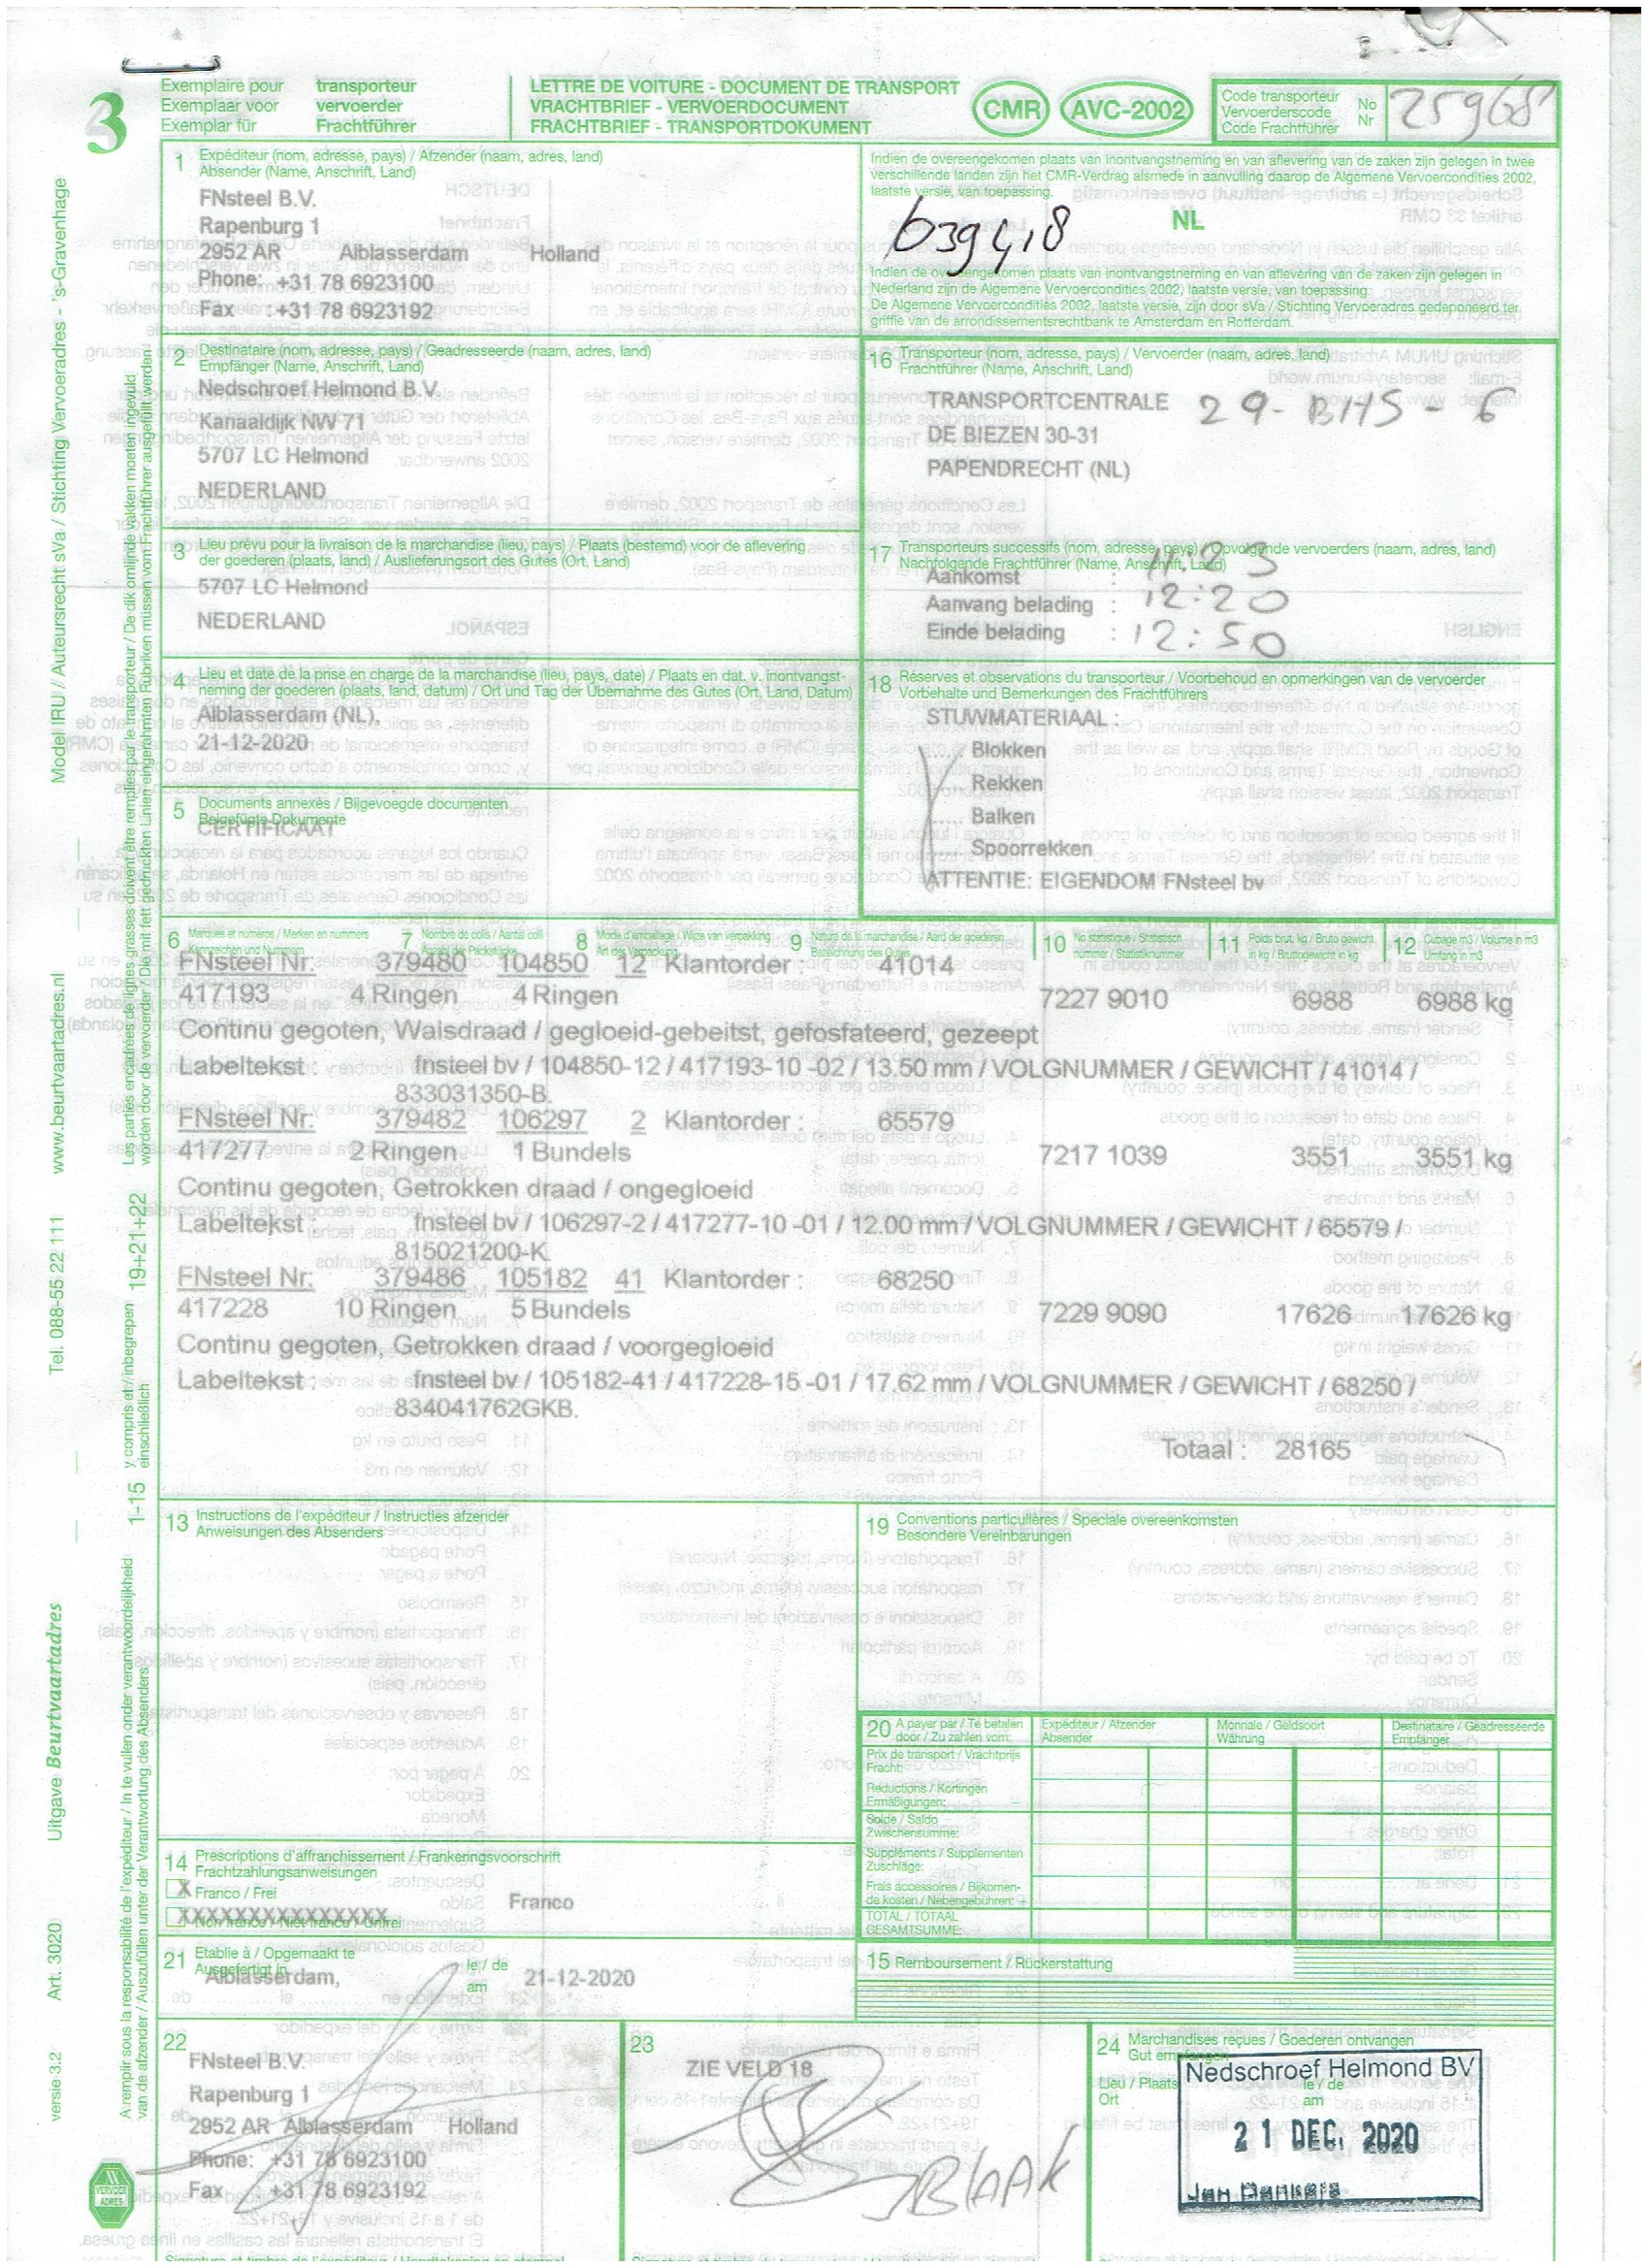 3
Exemplaire pour transporteur
Exemplaar voor vervoerder
Exemplar für Frachtführer
LETTRE DE VOITURE - DOCUMENT DE TRANSPORT
VRACHTBRIEF - VERVOERDOCUMENT
FRACHTBRIEF - TRANSPORTDOKUMENT
CMR
AVC-2002
Code transporteur
Vervoerderscode
Code Frachtführer
No
Nr
25968
1 Expéditeur (nom, adresse, pays) / Afzender (naam, adres, land)
Absender (Name, Anschrift, Land)
FNsteel B.V.
Rapenburg 1
2952 AR Alblasserdam Holland
Phone: +31 78 6923100
Fax : +31 78 6923192
Indien de overeengekomen plaats van inontvangstneming en van aflevering van de zaken zijn gelegen in twee
verschillende landen zijn het CMR-Verdrag alsmede in aanvulling daarop de Algemene Vervoercondities 2002,
laatste versie, van toepassing.
NL
Indien de overeengekomen plaats van inontvangstneming en van aflevering van de zaken zijn gelegen in
Nederland zijn de Algemene Vervoercondities 2002, laatste versie, van toepassing.
De Algemene Vervoercondities 2002, laatste versie, zijn door sVa / Stichting Vervoeradres gedeponeerd ter
griffie van de arrondissementsrechtbank te Amsterdam en Rotterdam.
2 Destinataire (nom, adresse, pays) / Geadresseerde (naam, adres, land)
Empfänger (Name, Anschrift, Land)
Nedschroef Helmond B.V.
Kanaaldijk NW 71
5707 LC Helmond
NEDERLAND
16 Transporteur (nom, adresse, pays) / Vervoerder (naam, adres, land)
Frachtführer (Name, Anschrift, Land)
TRANSPORTCENTRALE
DE BIEZEN 30-31
PAPENDRECHT (NL)
29-BHS-6
3 Lieu prévu pour la livraison de la marchandise (lieu, pays) / Plaats (bestemd) voor de aflevering
der goederen (plaats, land) / Auslieferungsort des Gutes (Ort, Land)
5707 LC Helmond
NEDERLAND
17 Transporteurs successifs (nom, adresse, pays) / Opvolgende vervoerders (naam, adres, land)
Nachfolgende Frachtführer (Name, Anschrift, Land)
Aankomst : 11:23
Aanvang belading : 12:20
Einde belading : 12:50
4 Lieu et date de la prise en charge de la marchandise (lieu, pays, date) / Plaats en dat. v. inontvangst-
neming der goederen (plaats, land, datum) / Ort und Tag der Übernahme des Gutes (Ort, Land, Datum)
Alblasserdam (NL),
21-12-2020
18 Réserves et observations du transporteur / Voorbehoud en opmerkingen van de vervoerder
Vorbehalte und Bemerkungen des Frachtführers
STUWMATERIAAL :
..... Blokken
..... Rekken
..... Balken
..... Spoorrekken
ATTENTIE: EIGENDOM FNsteel bv
5 Documents annexés / Bijgevoegde documenten
Beigefügte Dokumente
CERTIFICAAT
6 Marques et numéros / Merken en nummers
Kennzeichen und Nummern
7 Nombre de colis / Aantal colli
Anzahl der Packstücke
8 Mode d'emballage / Wijze van verpakking
Art der Verpackung
9 Nature de la marchandise / Aard der goederen
Bezeichnung des Gutes
10 No statistique / Statistisch
nummer / Statistiknummer
11 Poids brut, kg / Bruto gewicht
in kg / Bruttogewicht in kg
12 Cubage m3 / Volume in m3
Umfang in m3
FNsteel Nr. 379480 104850 12 Klantorder : 41014
417193 4 Ringen 4 Ringen 7227 9010 6988 6988 kg
Continu gegoten, Walsdraad / gegloeid-gebeitst, gefosfateerd, gezeept
Labeltekst : fnsteel bv / 104850-12 / 417193-10 -02 / 13.50 mm / VOLGNUMMER / GEWICHT / 41014 /
833031350-B.
FNsteel Nr. 379482 106297 2 Klantorder : 65579
417277 2 Ringen 1 Bundels 7217 1039 3551 3551 kg
Continu gegoten, Getrokken draad / ongegloeid
Labeltekst : fnsteel bv / 106297-2 / 417277-10 -01 / 12.00 mm / VOLGNUMMER / GEWICHT / 65579 /
815021200-K.
FNsteel Nr. 379486 105182 41 Klantorder : 68250
417228 10 Ringen 5 Bundels 7229 9090 17626 17626 kg
Continu gegoten, Getrokken draad / voorgegloeid
Labeltekst : fnsteel bv / 105182-41 / 417228-15 -01 / 17.62 mm / VOLGNUMMER / GEWICHT / 68250 /
834041762GKB.
Totaal : 28165
13 Instructions de l'expéditeur / Instructies afzender
Anweisungen des Absenders
19 Conventions particulières / Speciale overeenkomsten
Besondere Vereinbarungen
20 A payer par / Te betalen
door / Zu zahlen vom:
Expéditeur / Afzender
Absender
Monnaie / Geldsoort
Währung
Destinataire / Geadresseerde
Empfänger
Prix de transport / Vrachtprijs
Fracht:
Reductions / Kortingen
Ermäßigungen: –
Solde / Saldo
Zwischensumme:
Suppléments / Supplementen
Zuschläge:
Frais accessoires / Bijkomen-
de kosten / Nebengebühren: +
TOTAL / TOTAAL
GESAMTSUMME:
14 Prescriptions d'affranchissement / Frankeringsvoorschrift
Frachtzahlungsanweisungen
X Franco / Frei
Franco
XXXXXXXXXXXXXXX
Non franco / Niet franco / Unfrei
21 Etablie à / Opgemaakt te
Ausgefertigt in
Alblasserdam,
le / de
am
21-12-2020
15 Remboursement / Rückerstattung
22
FNsteel B.V.
Rapenburg 1
2952 AR Alblasserdam Holland
Phone: +31 78 6923100
Fax : +31 78 6923192
23
ZIE VELD 18
BLAAK
24 Marchandises reçues / Goederen ontvangen
Gut empfangen
Lieu / Plaats
Ort
le / de
am
Nedschroef Helmond BV
21 DEC. 2020
Jan
Model IRU / Auteursrecht sVa / Stichting Vervoeradres - 's-Gravenhage
www.beurtvaartadres.nl
Tel. 088-55 22 111
Uitgave Beurtvaartadres
Art. 3020
versie 3.2
Les parties encadrées de lignes grasses doivent être remplies par le transporteur / De dik omlijnde vakken moeten ingevuld
worden door de vervoerder / Die mit fett gedruckten Linien eingerahmten Rubriken müssen vom Frachtführer ausgefüllt werden
19+21+22
y compris et / inbegrepen
einschließlich
1-15
A remplir sous la responsabilité de l'expéditeur / In te vullen onder verantwoordelijkheid
van de afzender / Auszufüllen unter der Verantwortung des Absenders
VERVOER
ADRES